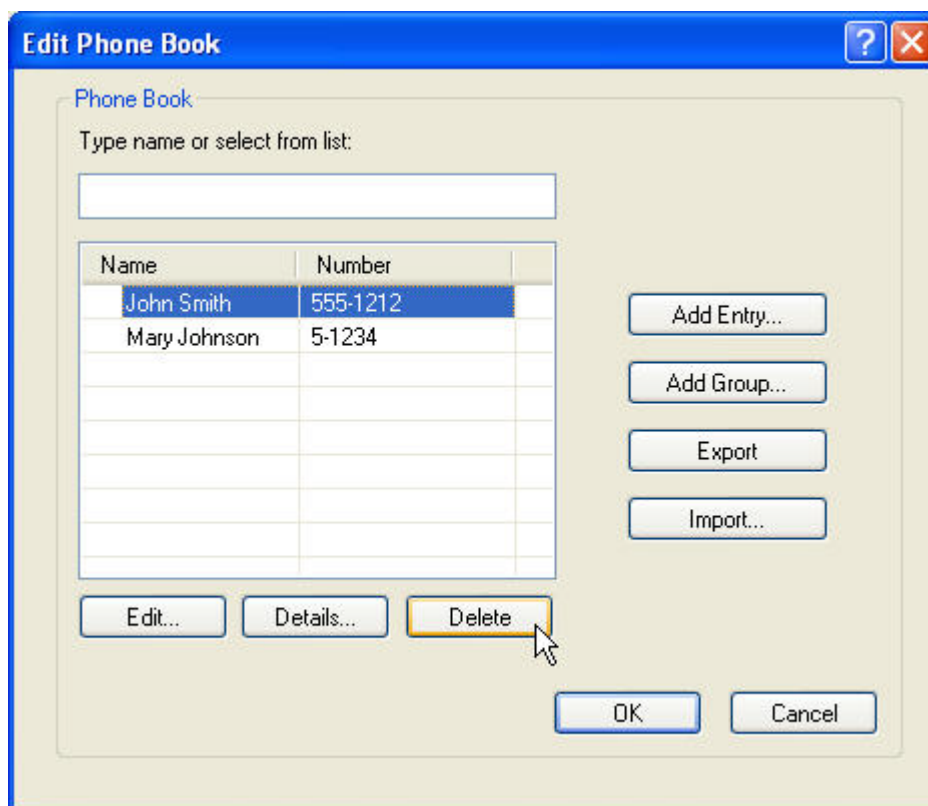 Edit Phone Book
Phone Book
Type name or select from list:
Name Number
John Smith 555-1212
Mary Johnson 5-1234
Add Entry...
Add Group...
Export
Import...
Edit... Details... Delete
OK Cancel